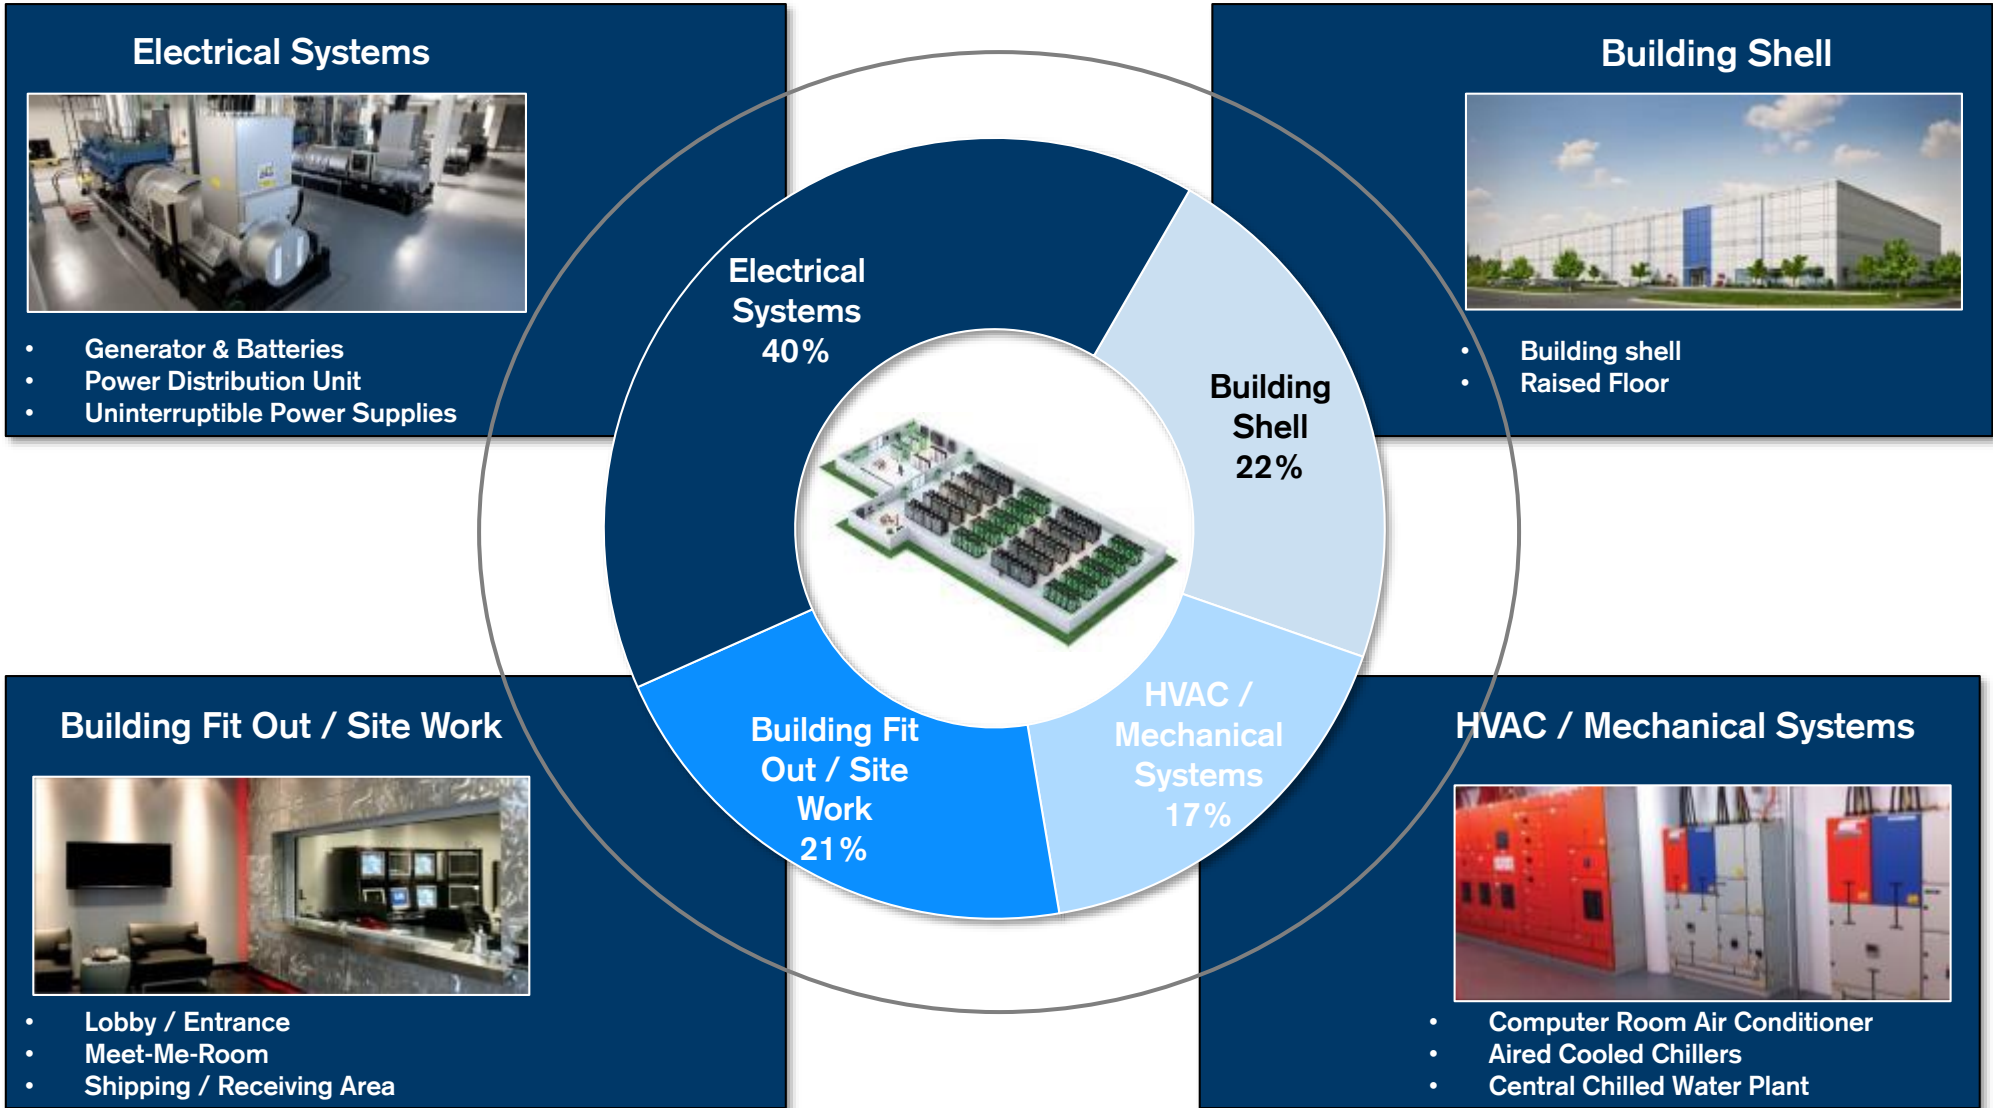 Electrical Systems
• Generator & Batteries
• Power Distribution Unit
• Uninterruptible Power Supplies
Building Shell
• Building shell
• Raised Floor
Electrical
Systems
40%
Building
Shell
22%
HVAC /
Mechanical
Systems
17%
Building Fit
Out / Site
Work
21%
Building Fit Out / Site Work
• Lobby / Entrance
• Meet-Me-Room
• Shipping / Receiving Area
HVAC / Mechanical Systems
• Computer Room Air Conditioner
• Aired Cooled Chillers
• Central Chilled Water Plant